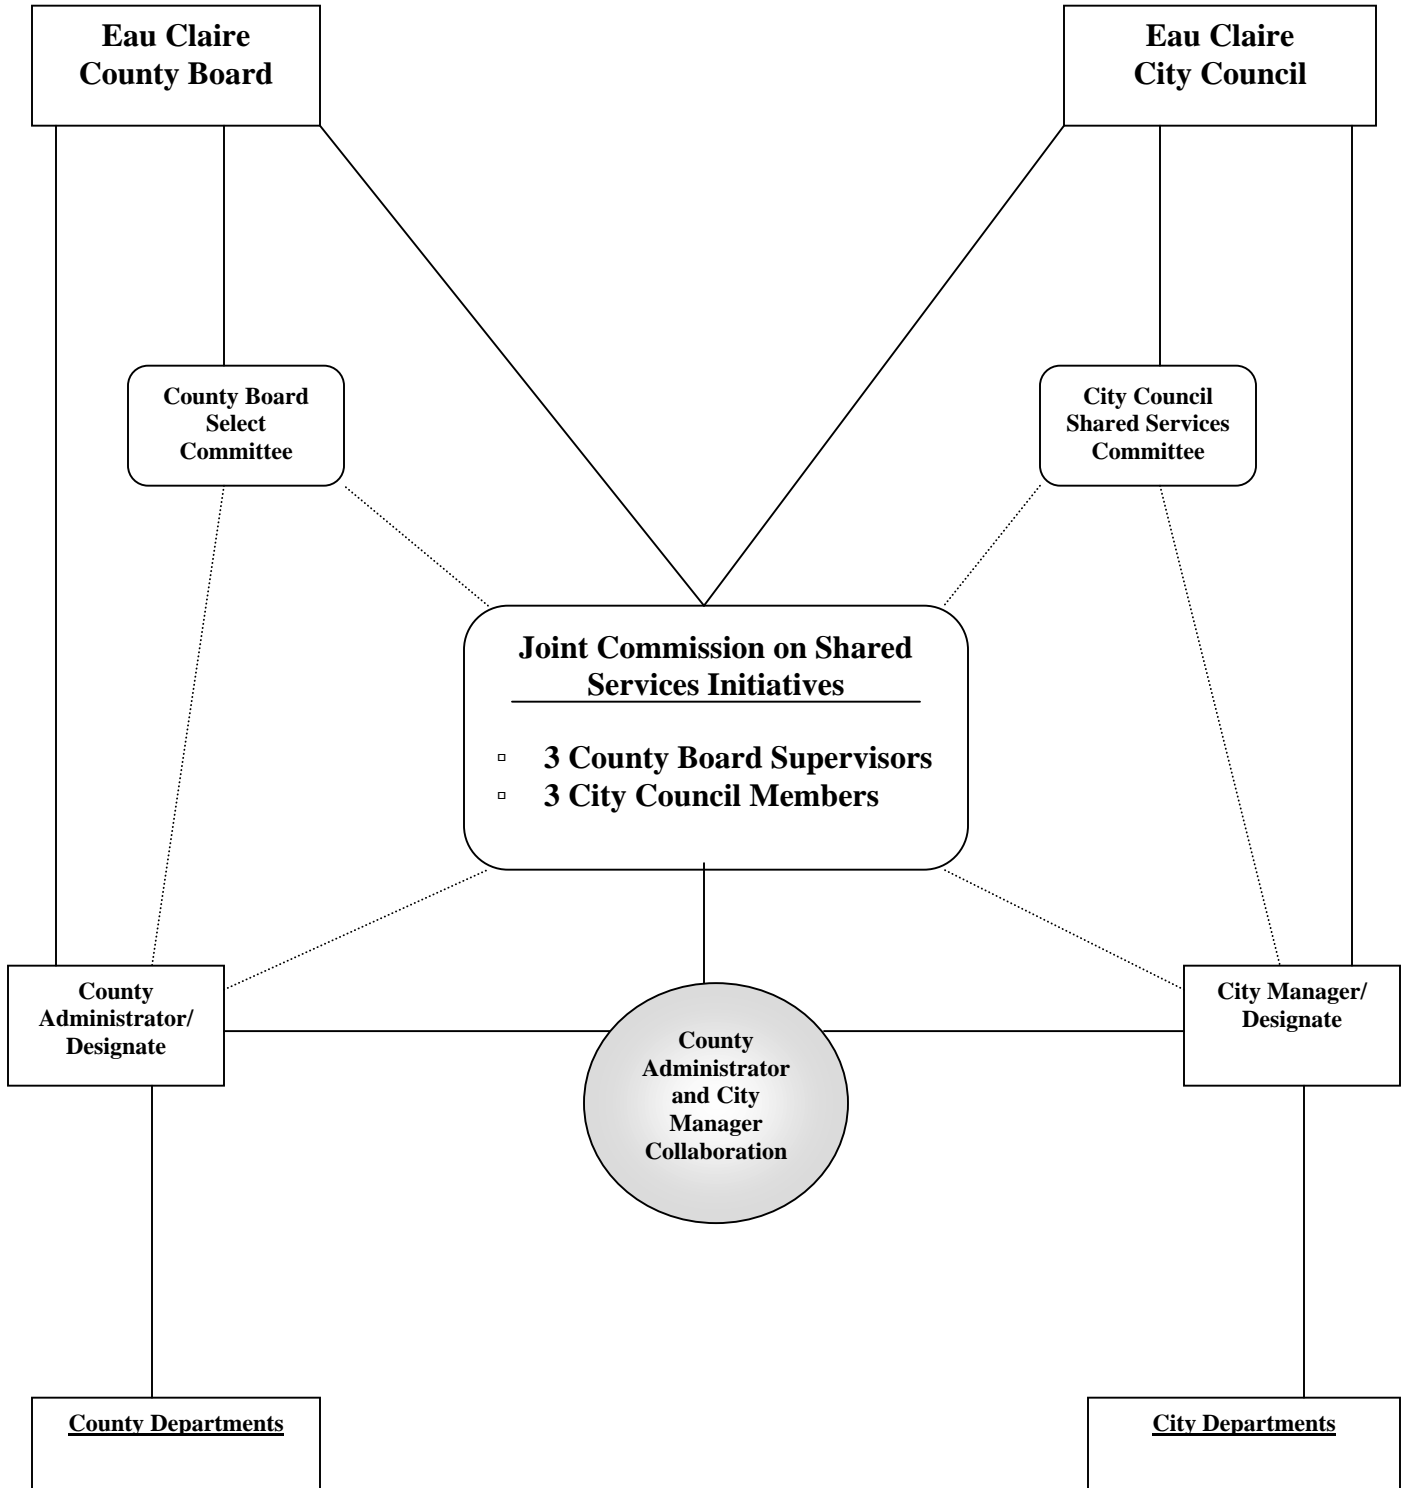 Eau Claire
County Board
Eau Claire
City Council
County Board
Select
Committee
City Council
Shared Services
Committee
Joint Commission on Shared
Services Initiatives
▫ 3 County Board Supervisors
▫ 3 City Council Members
County
Administrator/
Designate
City Manager/
Designate
County
Administrator
and City
Manager
Collaboration
County Departments
City Departments